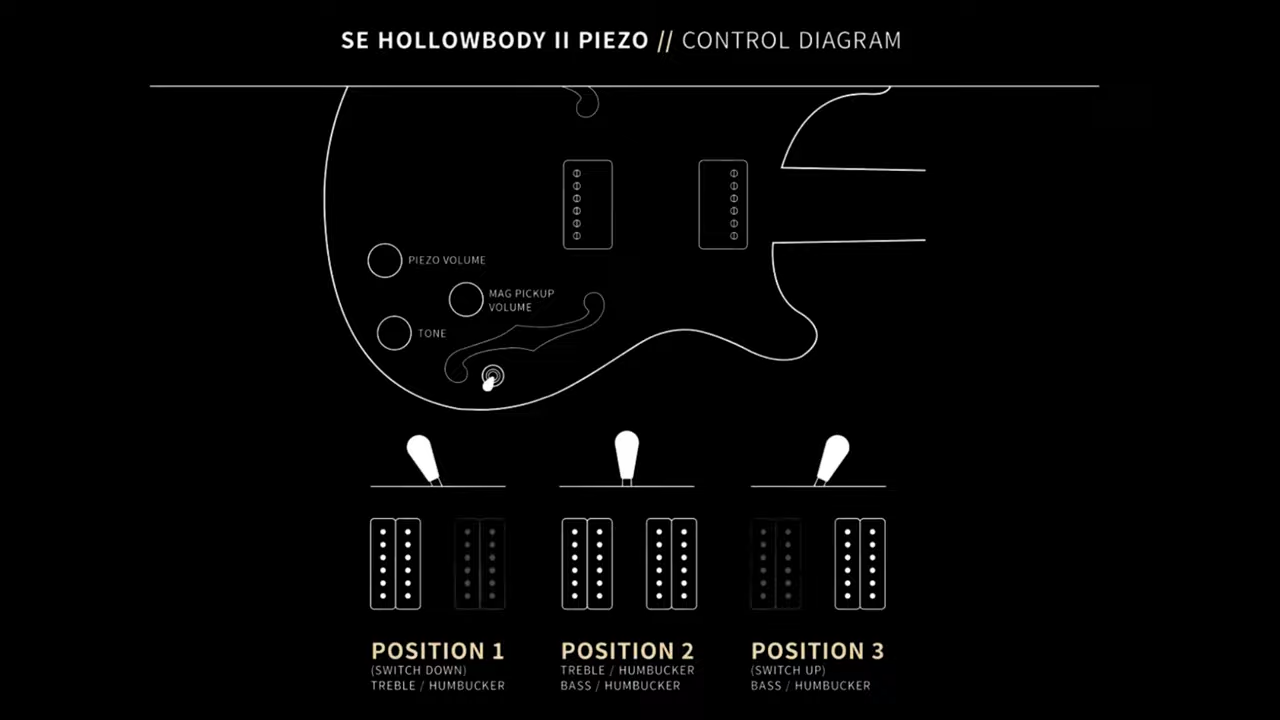 SE HOLLOWBODY II PIEZO // CONTROL DIAGRAM
PIEZO VOLUME
MAG PICKUP
VOLUME
TONE
POSITION 1
(SWITCH DOWN)
TREBLE / HUMBUCKER
POSITION 2
TREBLE / HUMBUCKER
BASS / HUMBUCKER
POSITION 3
(SWITCH UP)
BASS / HUMBUCKER